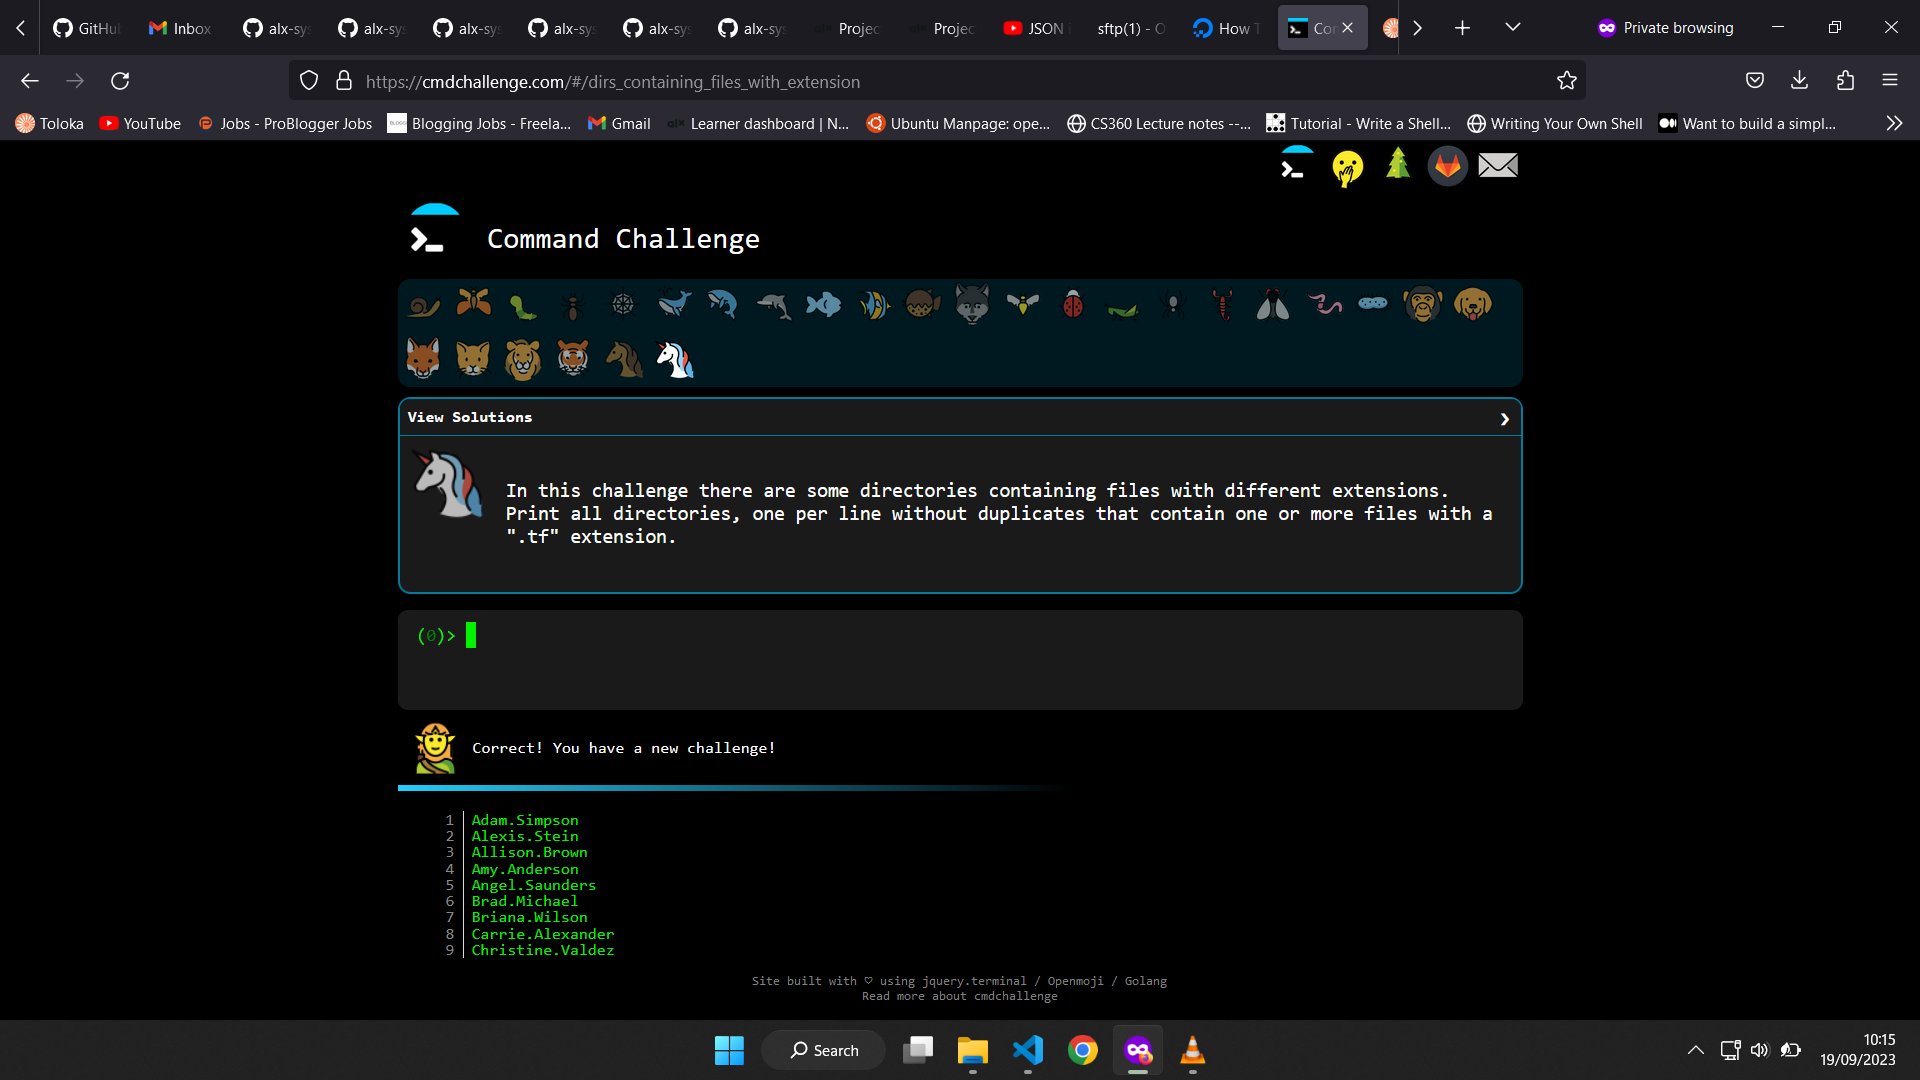 GitHu
Inbox
alx-sys
alx-sy
alx-sy
alx-sy
alx-sy
alx-sy
Projec
Projec
JSON
sftp(1) - O
How T
Co
Private browsing
https://cmdchallenge.com/#/dirs_containing_files_with_extension
Toloka
YouTube
Jobs - ProBlogger Jobs
Blogging Jobs - Freela...
Gmail
alx Learner dashboard | N...
Ubuntu Manpage: ope...
CS360 Lecture notes --...
Tutorial - Write a Shell...
Writing Your Own Shell
Want to build a simpl...
Command Challenge
View Solutions
In this challenge there are some directories containing files with different extensions.
Print all directories, one per line without duplicates that contain one or more files with a
".tf" extension.
(0)>
Correct! You have a new challenge!
1 Adam.Simpson
2 Alexis.Stein
3 Allison.Brown
4 Amy.Anderson
5 Angel.Saunders
6 Brad.Michael
7 Briana.Wilson
8 Carrie.Alexander
9 Christine.Valdez
Site built with ♡ using jquery.terminal / Openmoji / Golang
Read more about cmdchallenge
Search
10:15
19/09/2023